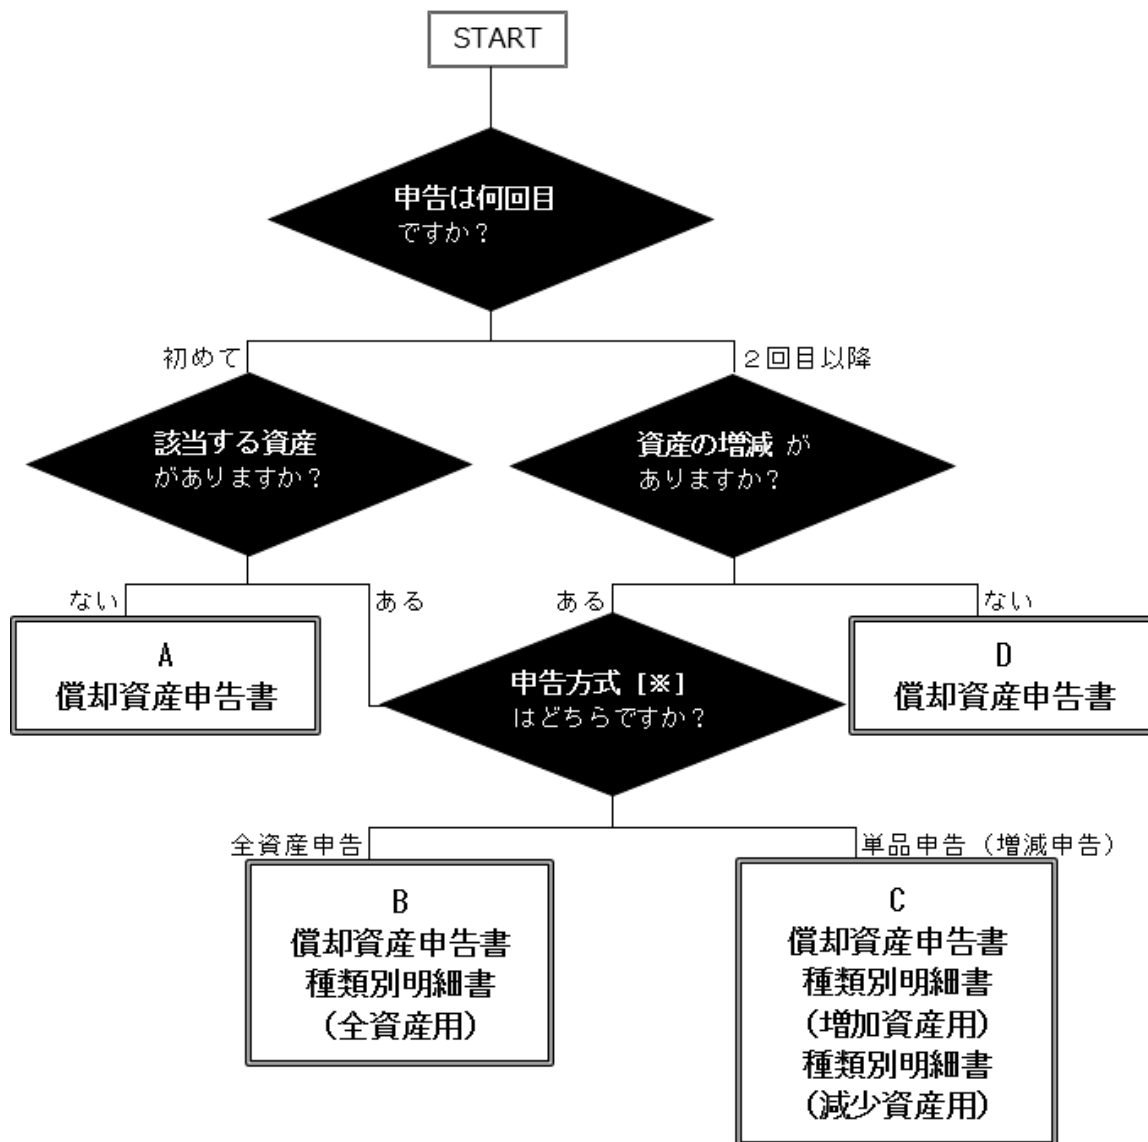 START
申告は何回目
ですか？
初めて
２回目以降
該当する資産
がありますか？
資産の増減 が
ありますか？
ない
ある
ある
ない
A
償却資産申告書
申告方式［※］
はどちらですか？
D
償却資産申告書
全資産申告
単品申告（増減申告）
B
償却資産申告書
種類別明細書
(全資産用)
C
償却資産申告書
種類別明細書
(増加資産用)
種類別明細書
(減少資産用)